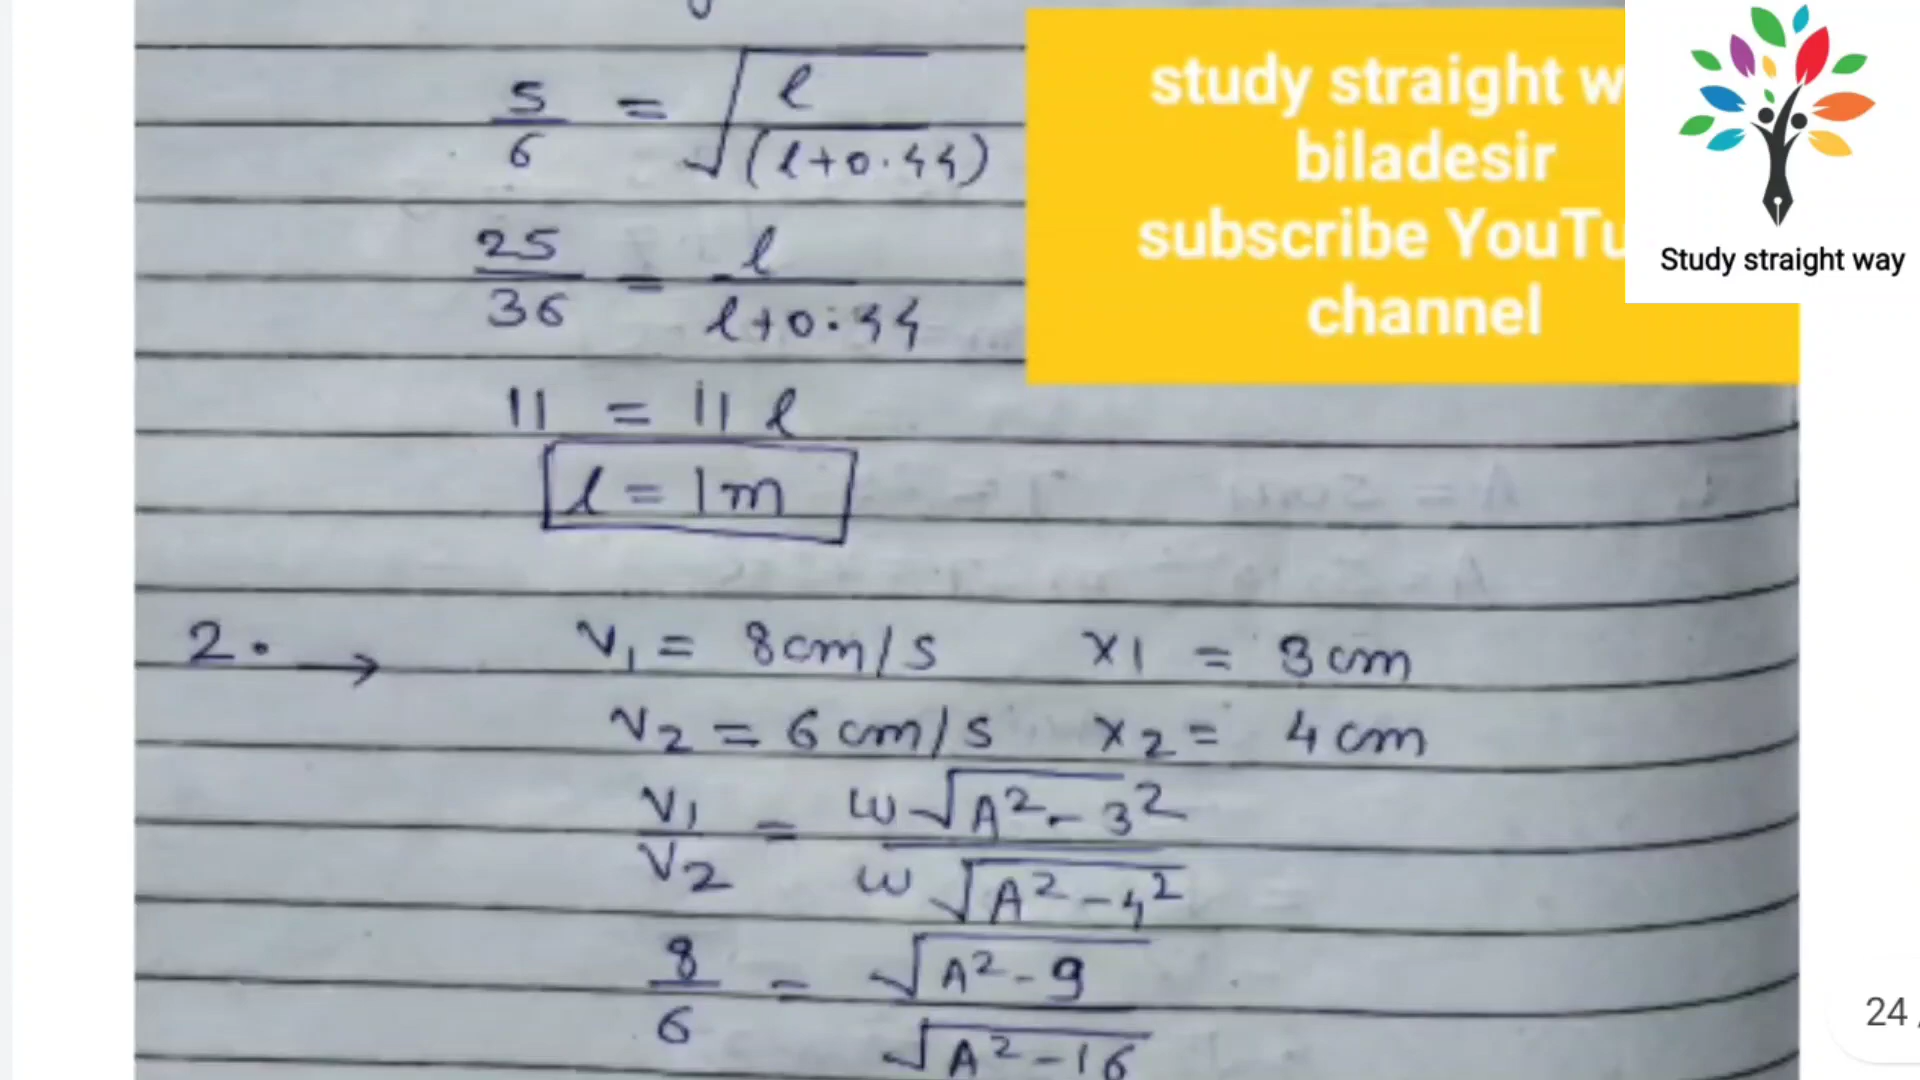 5/6 = √(l/(l+0.44))
25/36 = l/(l+0.44)
11 = 11 l
l = 1m
2. → V₁ = 8cm/s x1 = 3cm
V₂ = 6cm/s x₂ = 4cm
V₁/V₂ = ω√(A²-3²)/ω√(A²-4²)
8/6 = √(A²-9)/√(A²-16)
study straight w
biladesir
subscribe YouTu
channel
Study straight way
24